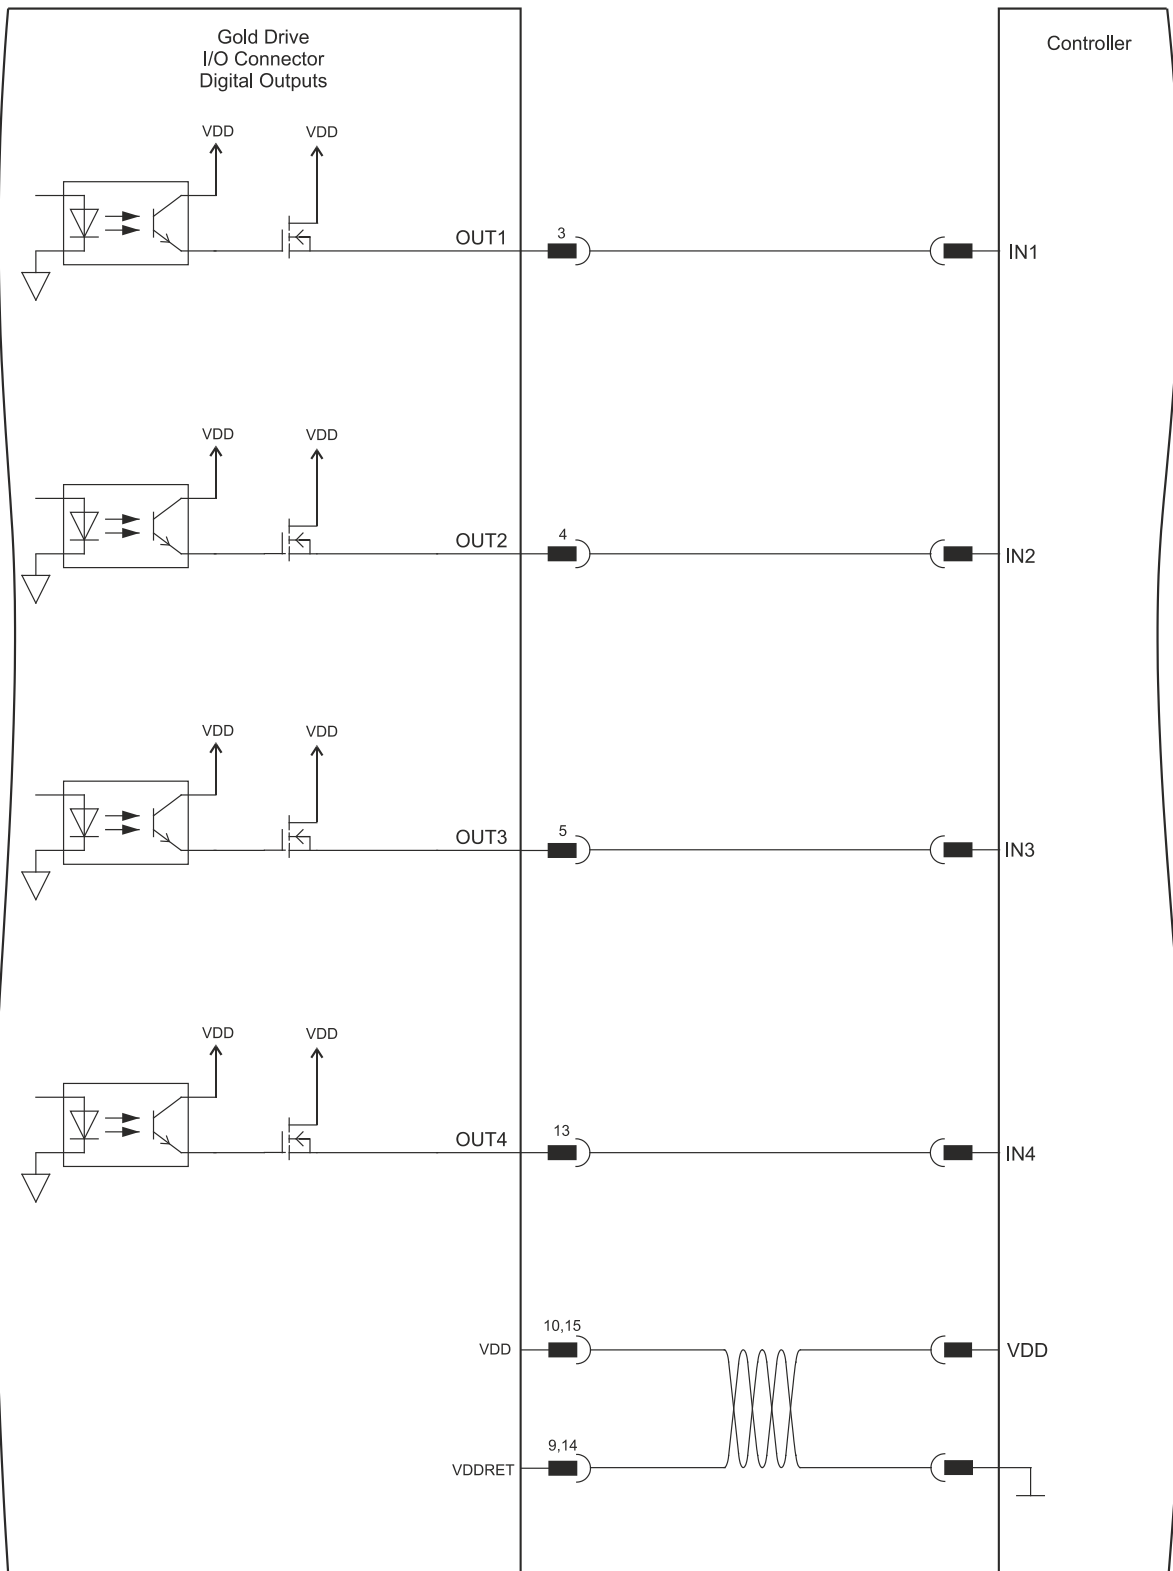 Gold Drive
I/O Connector
Digital Outputs
Controller
VDD VDD
OUT1 3 IN1
VDD VDD
OUT2 4 IN2
VDD VDD
OUT3 5 IN3
VDD VDD
OUT4 13 IN4
VDD 10,15 VDD
VDDRET 9,14